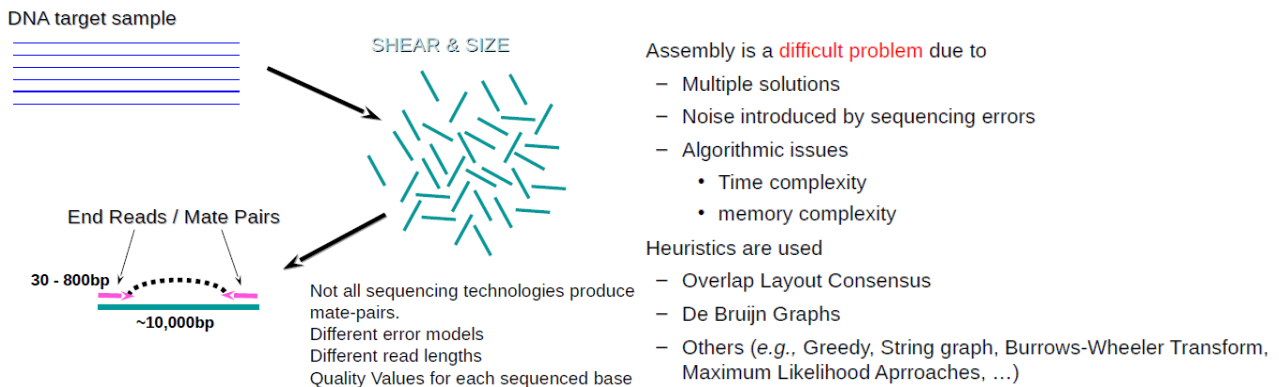 DNA target sample
SHEAR & SIZE
End Reads / Mate Pairs
30 - 800bp
~10,000bp
Not all sequencing technologies produce
mate-pairs.
Different error models
Different read lengths
Quality Values for each sequenced base
Assembly is a difficult problem due to
– Multiple solutions
– Noise introduced by sequencing errors
– Algorithmic issues
• Time complexity
• memory complexity
Heuristics are used
– Overlap Layout Consensus
– De Bruijn Graphs
– Others (e.g., Greedy, String graph, Burrows-Wheeler Transform,
Maximum Likelihood Aprroaches, …)